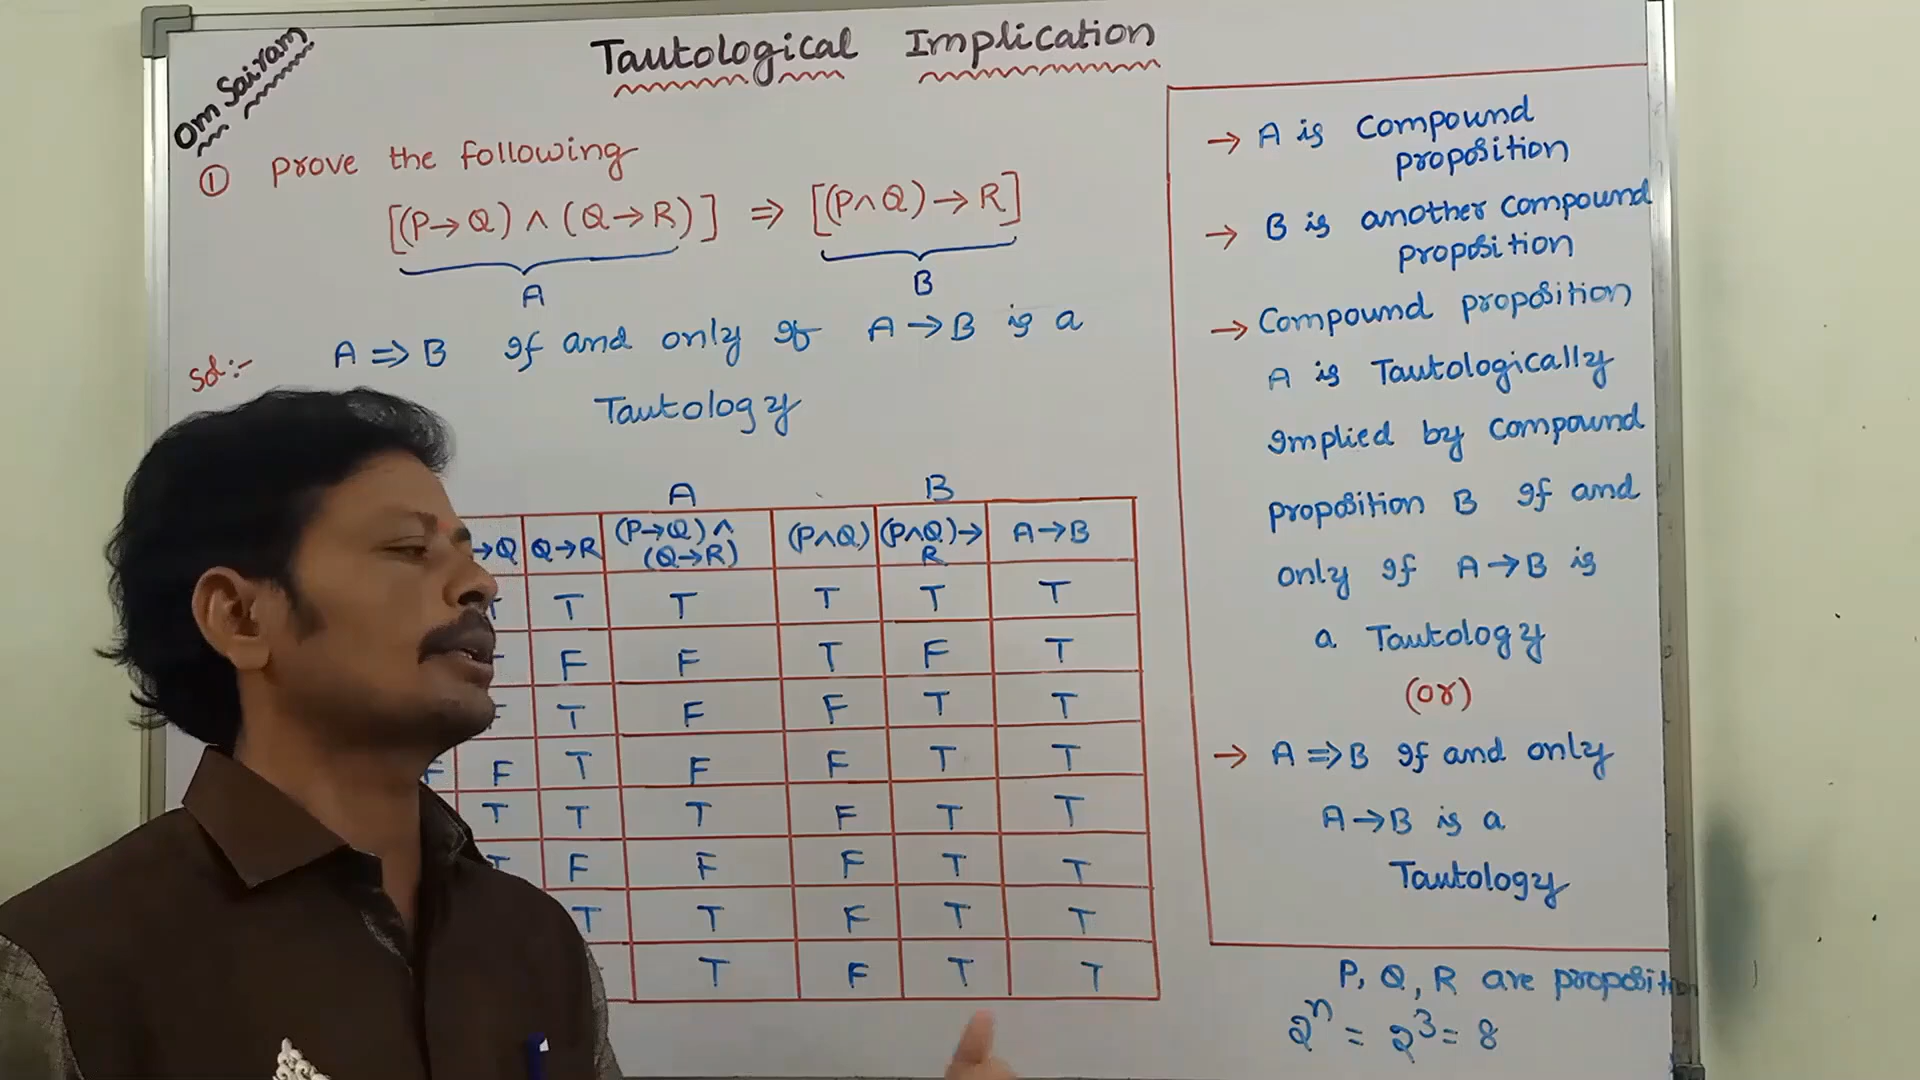 Om Sairam
Tautological Implication
① Prove the following
[(P→Q) ∧ (Q→R)] ⇒ [(P∧Q)→R]
A B
Sol:- A ⇒ B If and only if A→B is a
Tautology
A B
→Q Q→R (P→Q)∧(Q→R) (P∧Q) (P∧Q)→R A→B
T T T T T T
F F T F T
T F F T T
F F T F F T T
T T T F T T
T F F F T T
T T F T T
T F T T
→ A is Compound
proposition
→ B is another Compound
proposition
→ Compound proposition
A is Tautologically
implied by Compound
proposition B If and
only if A→B is
a Tautology
(or)
→ A ⇒ B If and only
A→B is a
Tautology
P, Q, R are proposition
2ⁿ = 2³ = 8